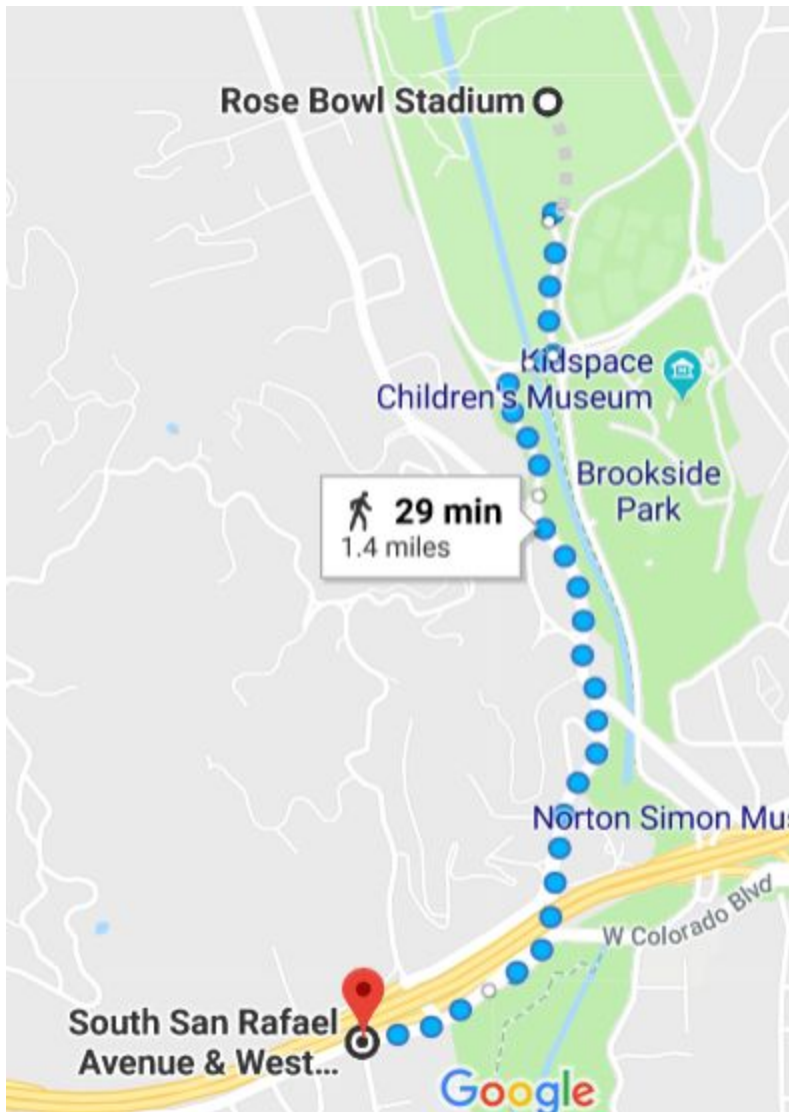 Rose Bowl Stadium
Kidspace
Children's Museum
Brookside
Park
29 min
1.4 miles
Norton Simon Mus
W Colorado Blvd
South San Rafael
Avenue & West...
Google